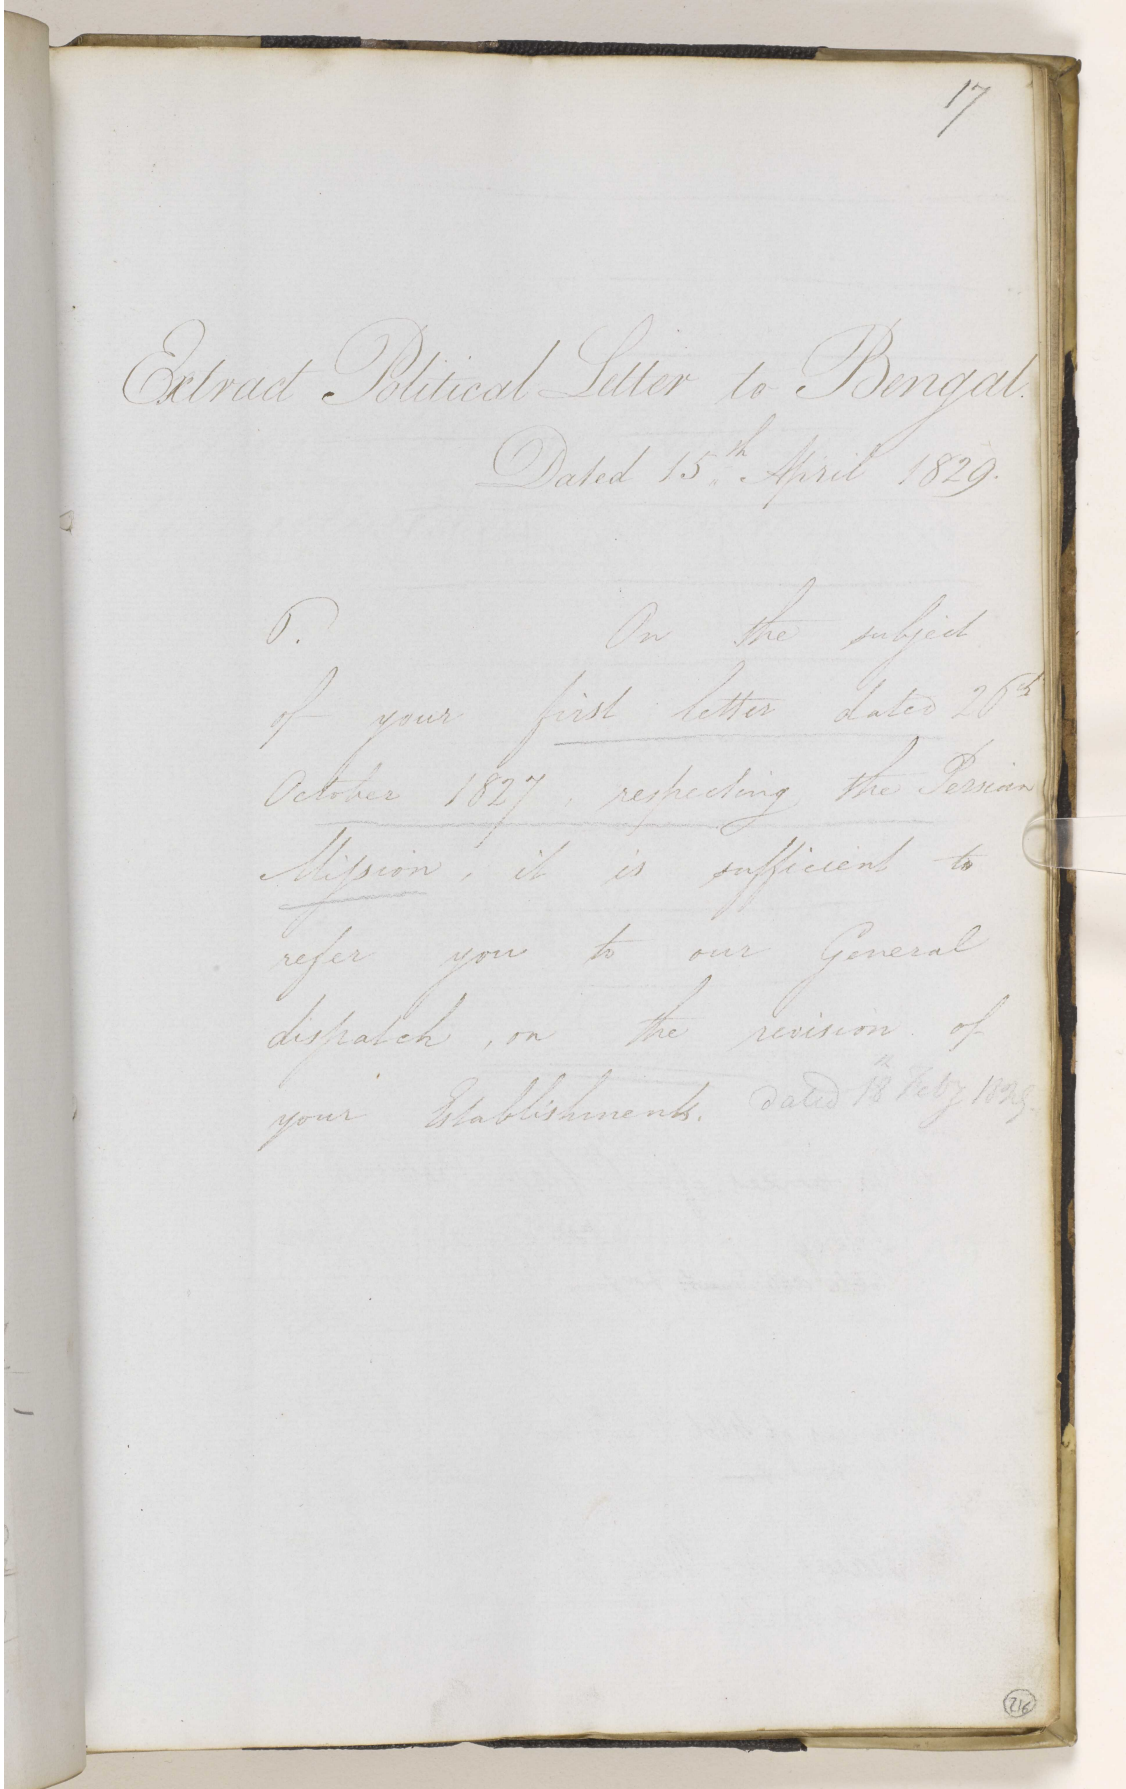 17
Extract Political Letter to Bengal.
Dated 15th April 1829.
6. On the subject
of your first letter dated 26th
October 1827, respecting the Persian
Mission, it is sufficient to
refer you to our General
dispatch, on the revision of
your Establishments. dated 18th Feby 1829.
216